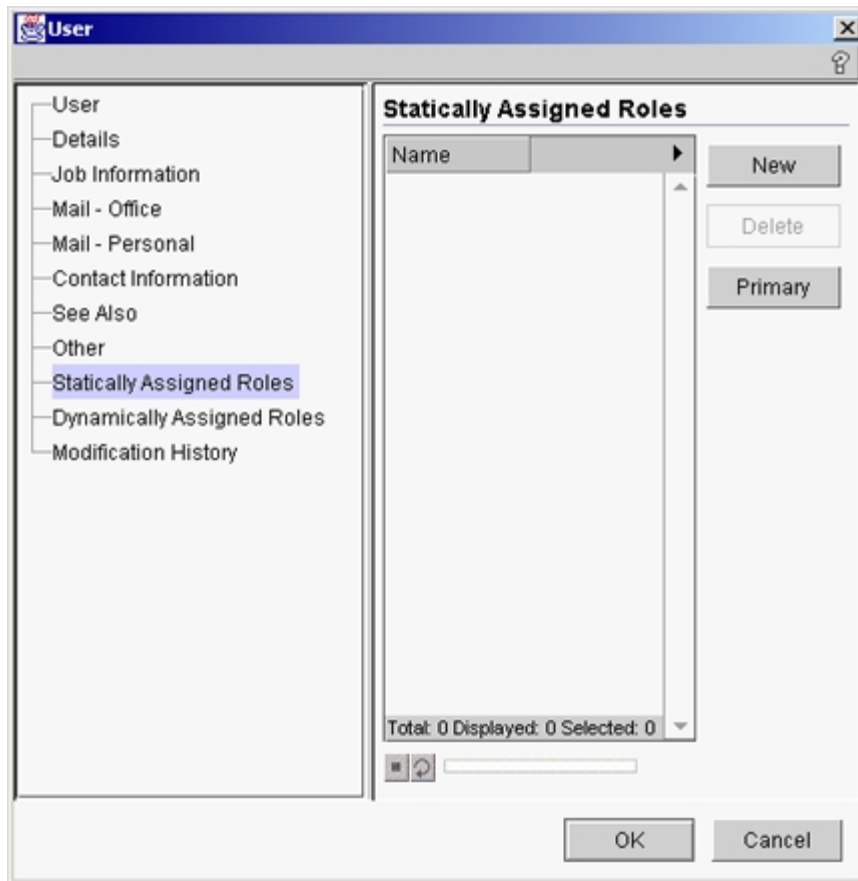 User
User
Details
Job Information
Mail - Office
Mail - Personal
Contact Information
See Also
Other
Statically Assigned Roles
Dynamically Assigned Roles
Modification History
Statically Assigned Roles
Name
New
Delete
Primary
Total: 0 Displayed: 0 Selected: 0
OK
Cancel